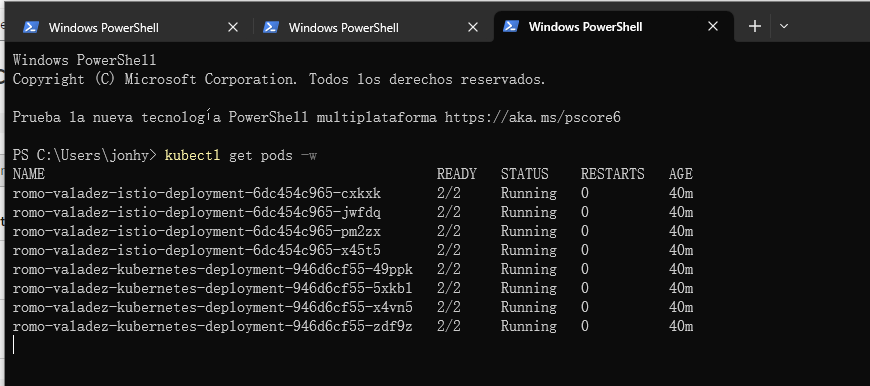 Windows PowerShell
Windows PowerShell
Windows PowerShell
Windows PowerShell
Copyright (C) Microsoft Corporation. Todos los derechos reservados.
Prueba la nueva tecnología PowerShell multiplataforma https://aka.ms/pscore6
PS C:\Users\jonhy> kubectl get pods -w
NAME READY STATUS RESTARTS AGE
romo-valadez-istio-deployment-6dc454c965-cxkxk 2/2 Running 0 40m
romo-valadez-istio-deployment-6dc454c965-jwfdq 2/2 Running 0 40m
romo-valadez-istio-deployment-6dc454c965-pm2zx 2/2 Running 0 40m
romo-valadez-istio-deployment-6dc454c965-x45t5 2/2 Running 0 40m
romo-valadez-kubernetes-deployment-946d6cf55-49ppk 2/2 Running 0 40m
romo-valadez-kubernetes-deployment-946d6cf55-5xkbl 2/2 Running 0 40m
romo-valadez-kubernetes-deployment-946d6cf55-x4vn5 2/2 Running 0 40m
romo-valadez-kubernetes-deployment-946d6cf55-zdf9z 2/2 Running 0 40m